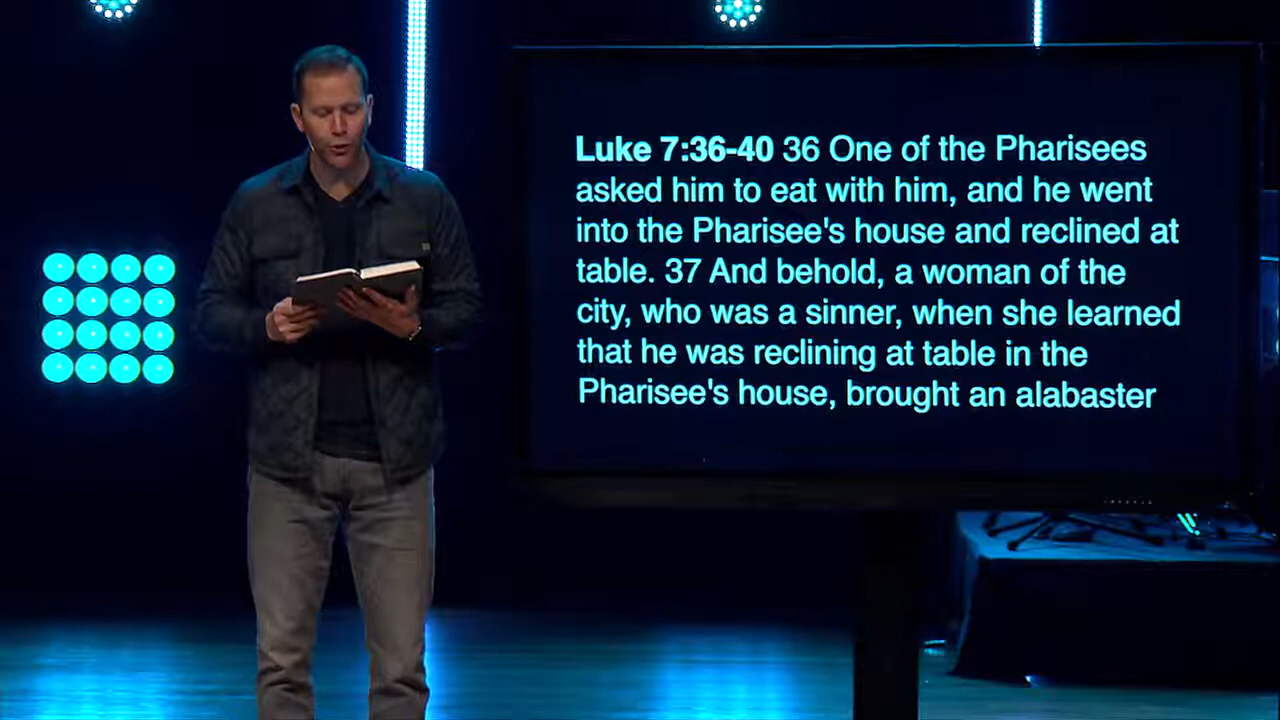 Luke 7:36-40 36 One of the Pharisees
asked him to eat with him, and he went
into the Pharisee's house and reclined at
table. 37 And behold, a woman of the
city, who was a sinner, when she learned
that he was reclining at table in the
Pharisee's house, brought an alabaster